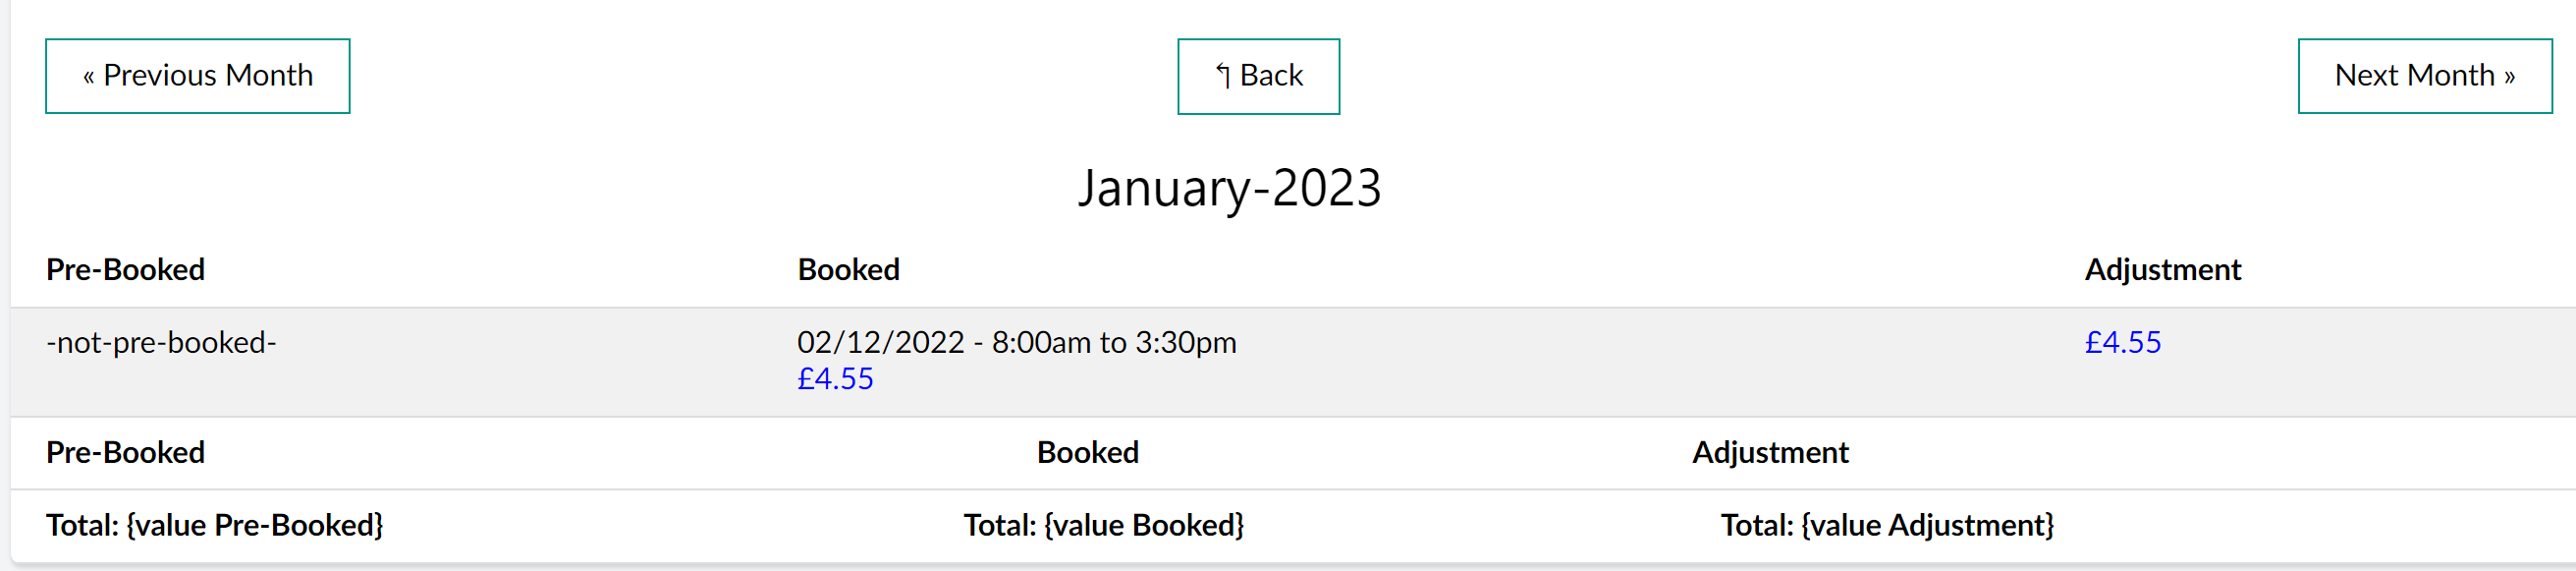 « Previous Month ↰ Back Next Month »
January-2023
Pre-Booked Booked Adjustment
-not-pre-booked- 02/12/2022 - 8:00am to 3:30pm £4.55
£4.55
Pre-Booked Booked Adjustment
Total: {value Pre-Booked} Total: {value Booked} Total: {value Adjustment}